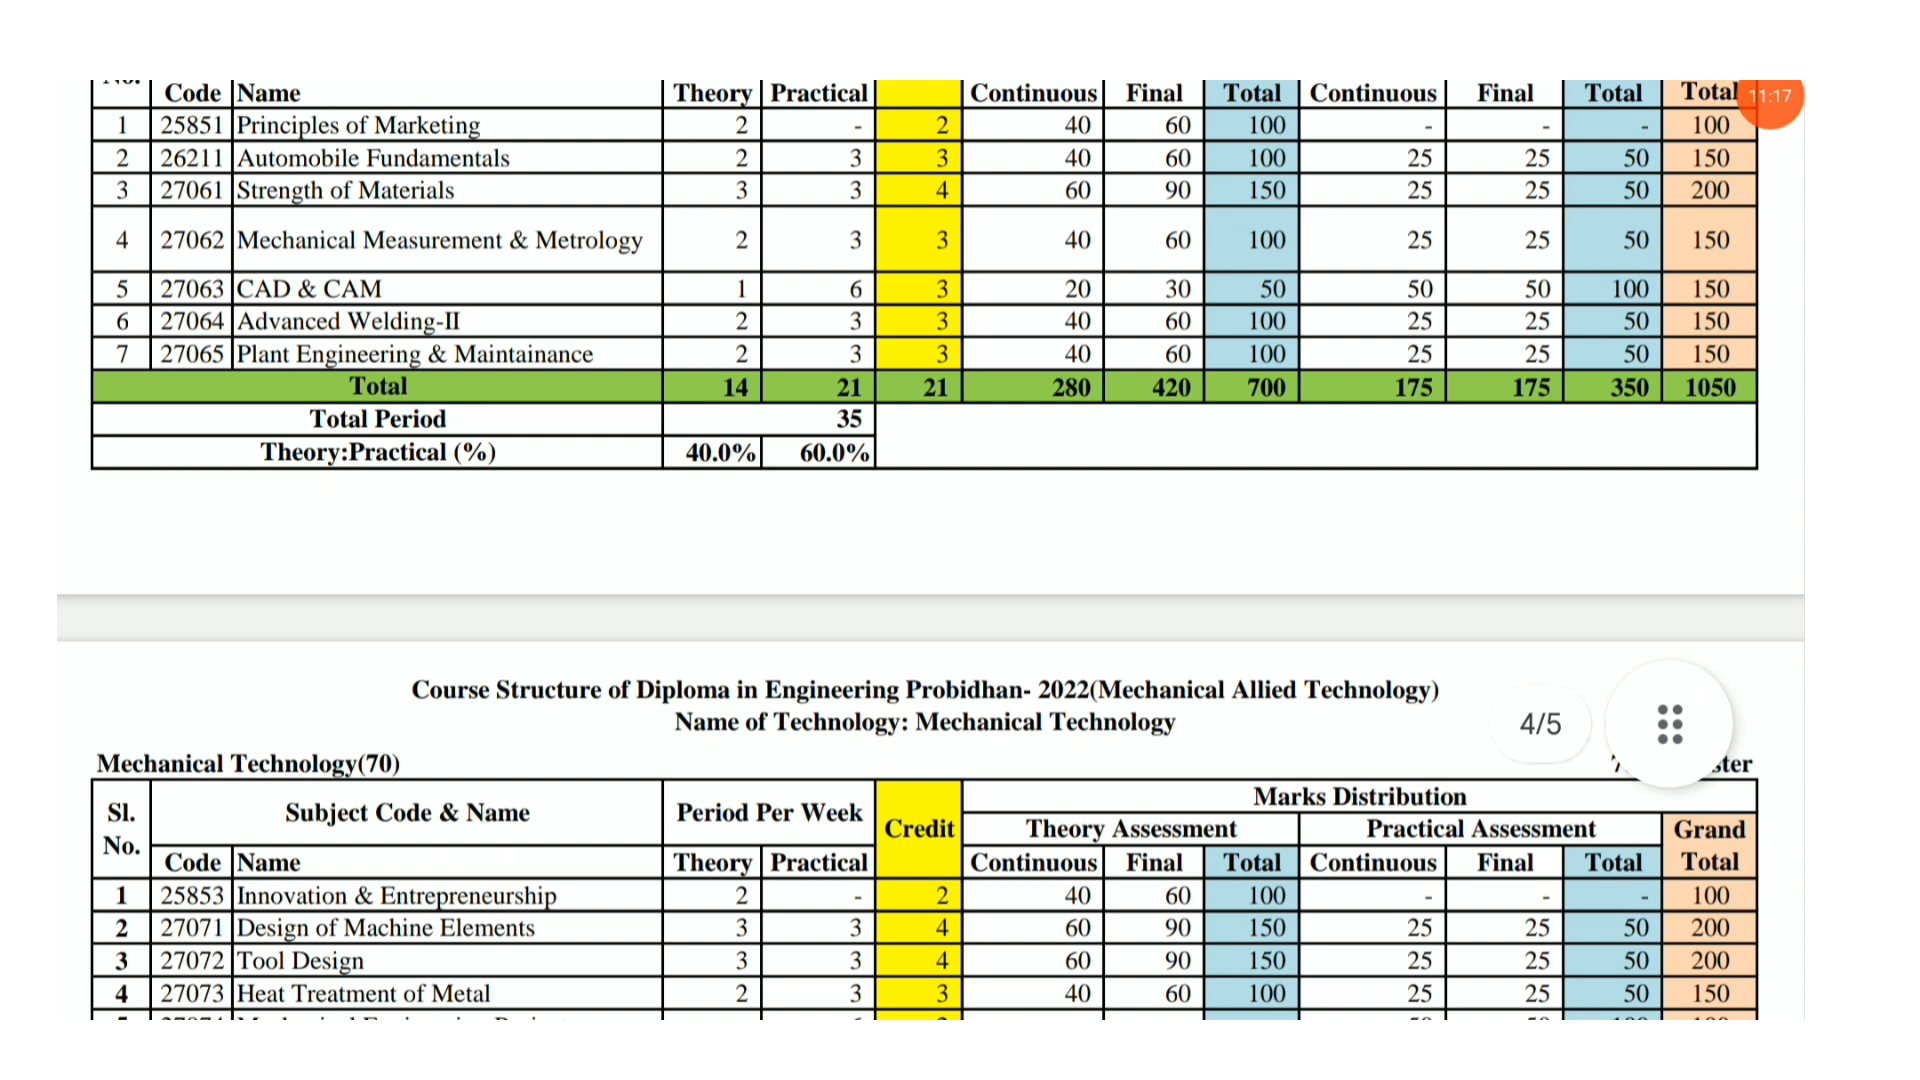 Code Name Theory Practical Continuous Final Total Continuous Final Total Total 11:17
1 25851 Principles of Marketing 2 - 2 40 60 100 - - - 100
2 26211 Automobile Fundamentals 2 3 3 40 60 100 25 25 50 150
3 27061 Strength of Materials 3 3 4 60 90 150 25 25 50 200
4 27062 Mechanical Measurement & Metrology 2 3 3 40 60 100 25 25 50 150
5 27063 CAD & CAM 1 6 3 20 30 50 50 50 100 150
6 27064 Advanced Welding-II 2 3 3 40 60 100 25 25 50 150
7 27065 Plant Engineering & Maintainance 2 3 3 40 60 100 25 25 50 150
Total 14 21 21 280 420 700 175 175 350 1050
Total Period 35
Theory:Practical (%) 40.0% 60.0%
Course Structure of Diploma in Engineering Probidhan- 2022(Mechanical Allied Technology)
Name of Technology: Mechanical Technology
4/5
Mechanical Technology(70)
Sl. No. Subject Code & Name Period Per Week Credit Marks Distribution
Theory Assessment Practical Assessment Grand Total
Code Name Theory Practical Continuous Final Total Continuous Final Total
1 25853 Innovation & Entrepreneurship 2 - 2 40 60 100 - - - 100
2 27071 Design of Machine Elements 3 3 4 60 90 150 25 25 50 200
3 27072 Tool Design 3 3 4 60 90 150 25 25 50 200
4 27073 Heat Treatment of Metal 2 3 3 40 60 100 25 25 50 150